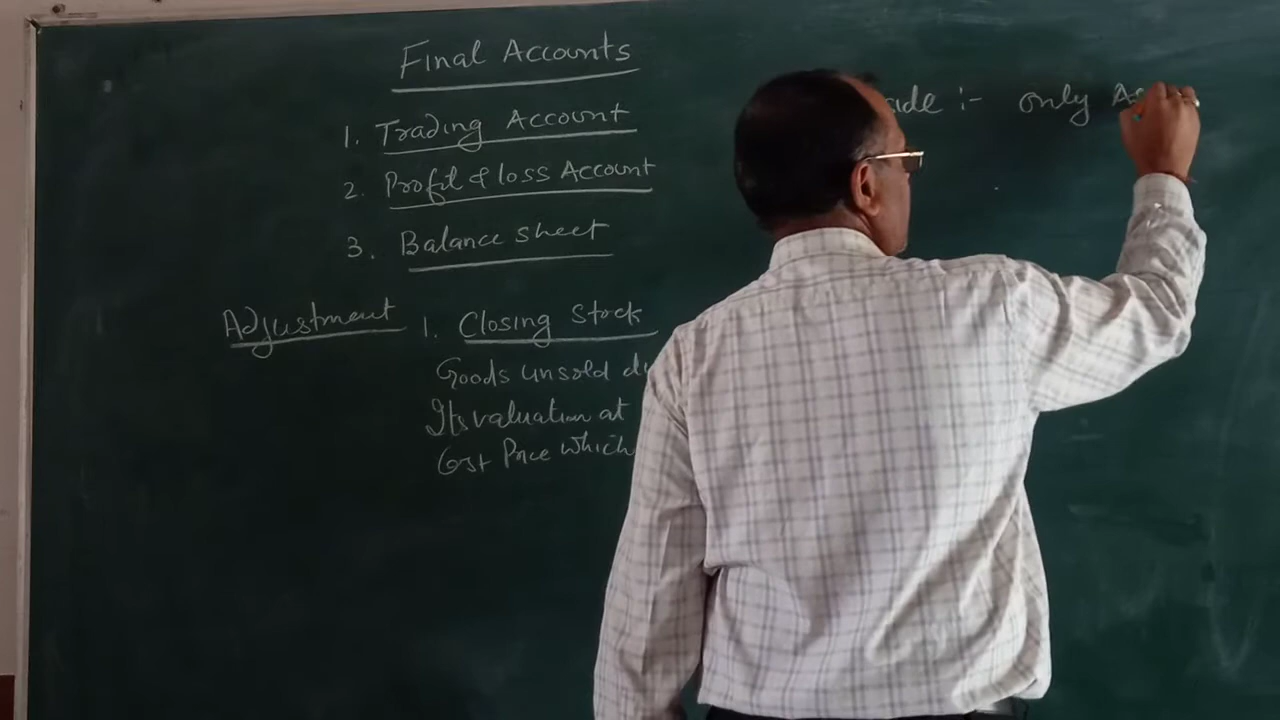 Final Accounts
1. Trading Account
2. Profit & loss Account
3. Balance sheet
Adjustment 1. Closing Stock
Goods unsold
Its valuation at
Cost Price which
:- only